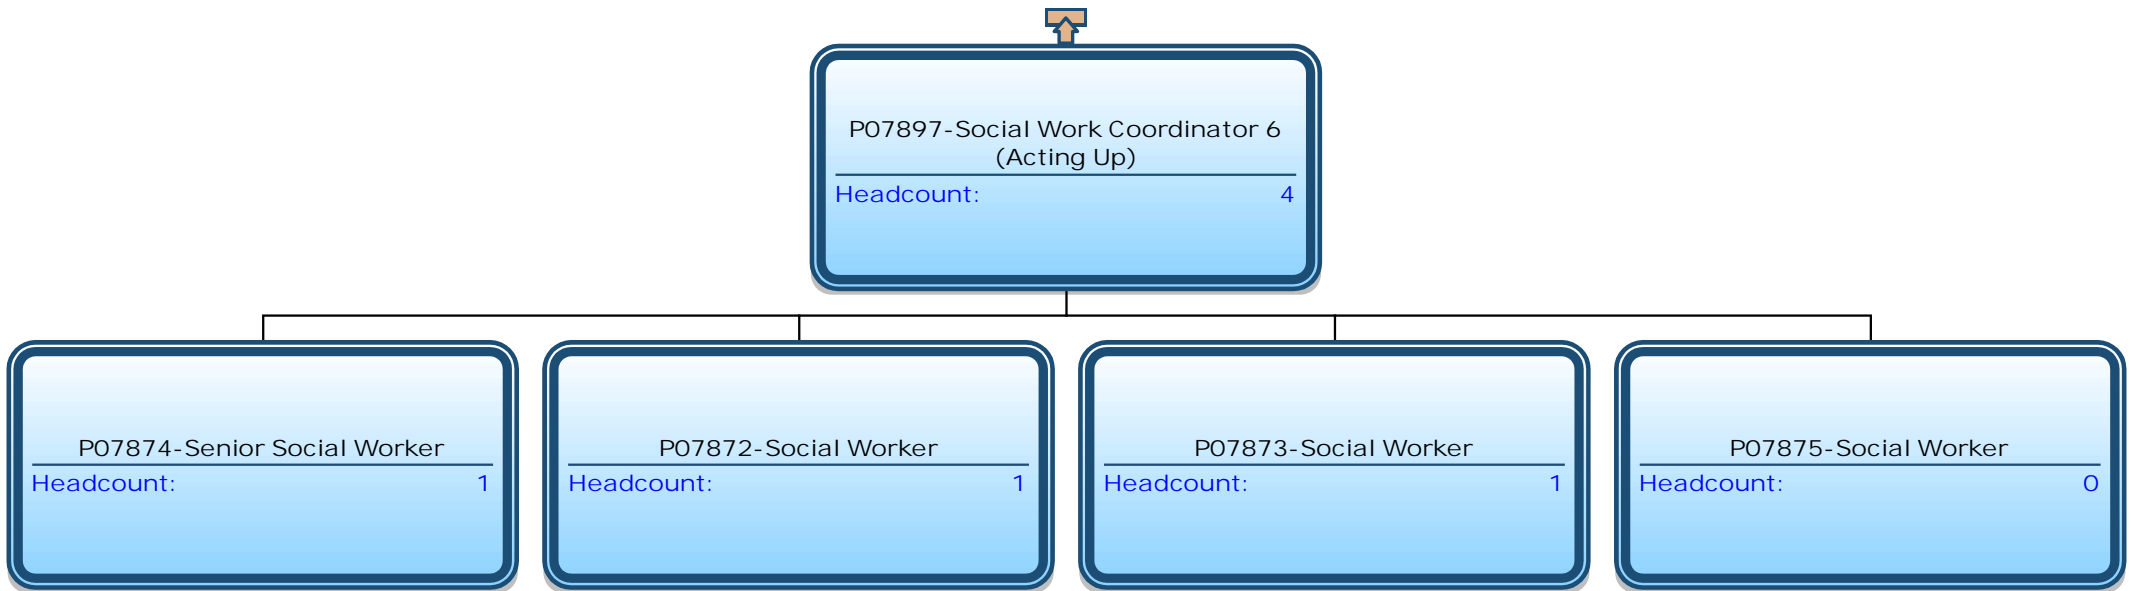 P07897-Social Work Coordinator 6
(Acting Up)
Headcount: 4
P07874-Senior Social Worker
Headcount: 1
P07872-Social Worker
Headcount: 1
P07873-Social Worker
Headcount: 1
P07875-Social Worker
Headcount: 0